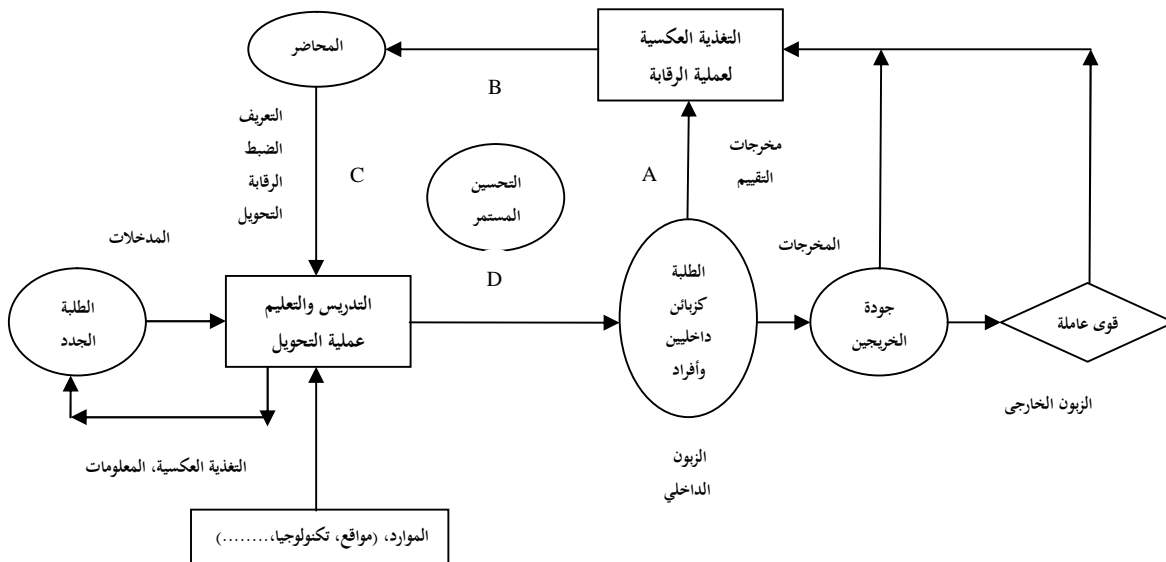 التغذية العكسية
لعملية الرقابة
المحاضر
B
التعريف
الضبط
الرقابة
التحويل
C
التحسين
المستمر
A
مخرجات
التقييم
المدخلات
D
المخرجات
الطلبة
الجدد
التدريس والتعليم
عملية التحويل
الطلبة
كزبائن
داخليين
وأفراد
جودة
الخريجين
قوى عاملة
الزبون الخارجي
التغذية العكسية، المعلومات
الزبون
الداخلي
الموارد، (مواقع، تكنولوجيا،........)